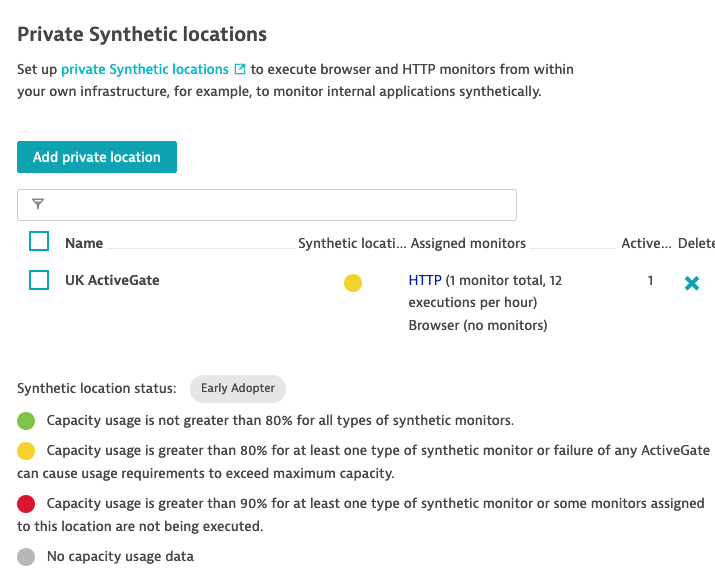 Private Synthetic locations
Set up private Synthetic locations to execute browser and HTTP monitors from within
your own infrastructure, for example, to monitor internal applications synthetically.
Add private location
Name Synthetic locati... Assigned monitors Active... Delete
UK ActiveGate HTTP (1 monitor total, 12 1
executions per hour)
Browser (no monitors)
Synthetic location status: Early Adopter
Capacity usage is not greater than 80% for all types of synthetic monitors.
Capacity usage is greater than 80% for at least one type of synthetic monitor or failure of any ActiveGate
can cause usage requirements to exceed maximum capacity.
Capacity usage is greater than 90% for at least one type of synthetic monitor or some monitors assigned
to this location are not being executed.
No capacity usage data